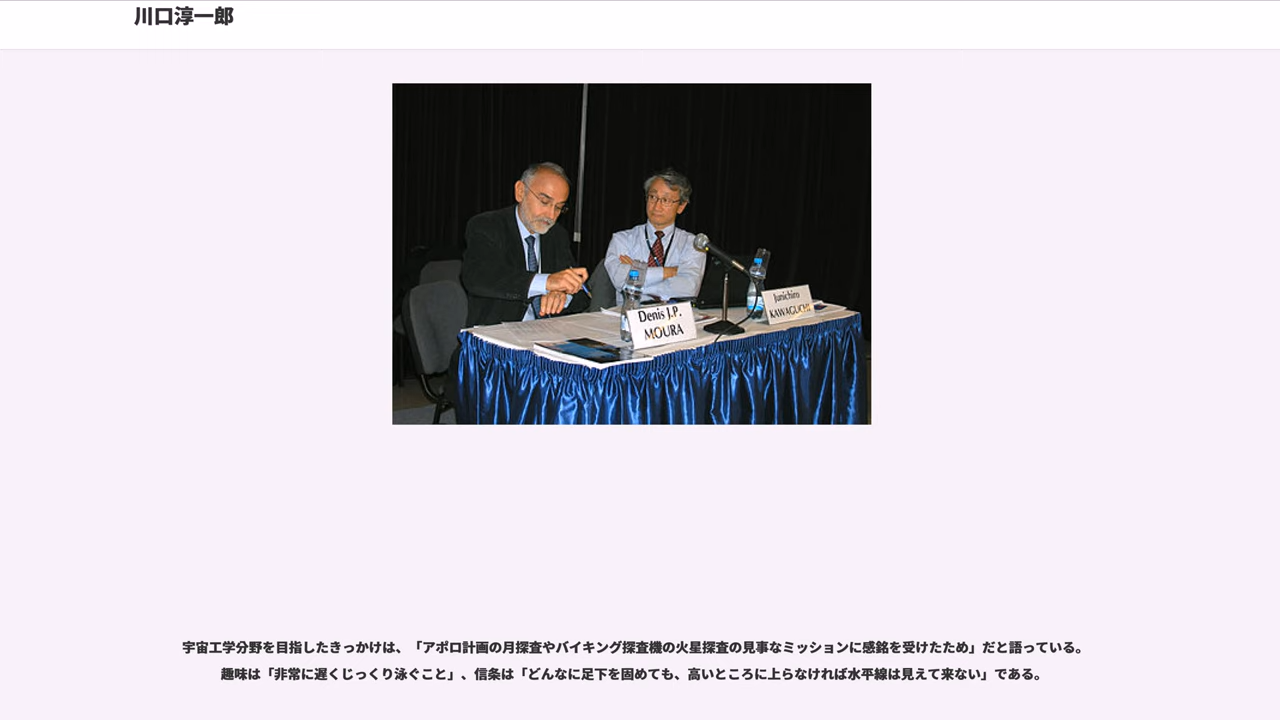 川口淳一郎
Denis J.P.
MOURA
Junichiro
KAWAGUCHI
宇宙工学分野を目指したきっかけは、「アポロ計画の月探査やバイキング探査機の火星探査の見事なミッションに感銘を受けたため」だと語っている。
趣味は「非常に遅くじっくり泳ぐこと」、信条は「どんなに足下を固めても、高いところに上らなければ水平線は見えて来ない」である。